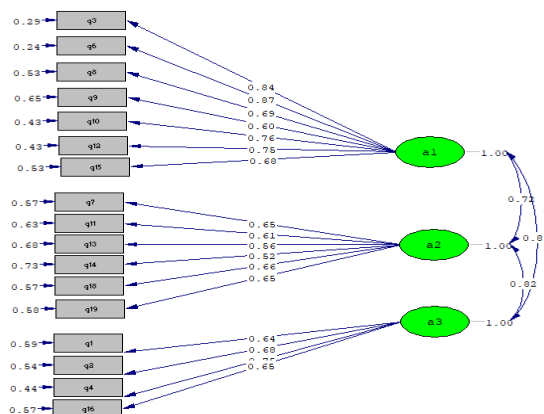 0.29 q3
0.24 q6
0.53 q8
0.65 q9
0.43 q10
0.43 q12
0.53 q15
0.84
0.87
0.69
0.60
0.76
0.75
0.68
a1 1.00
0.57 q7
0.63 q11
0.68 q13
0.73 q14
0.57 q18
0.58 q19
0.65
0.61
0.56
0.52
0.66
0.65
a2 1.00
0.72
0.82
0.59 q1
0.54
0.44 q4
0.57 q16
0.64
0.68
0.65
a3 1.00